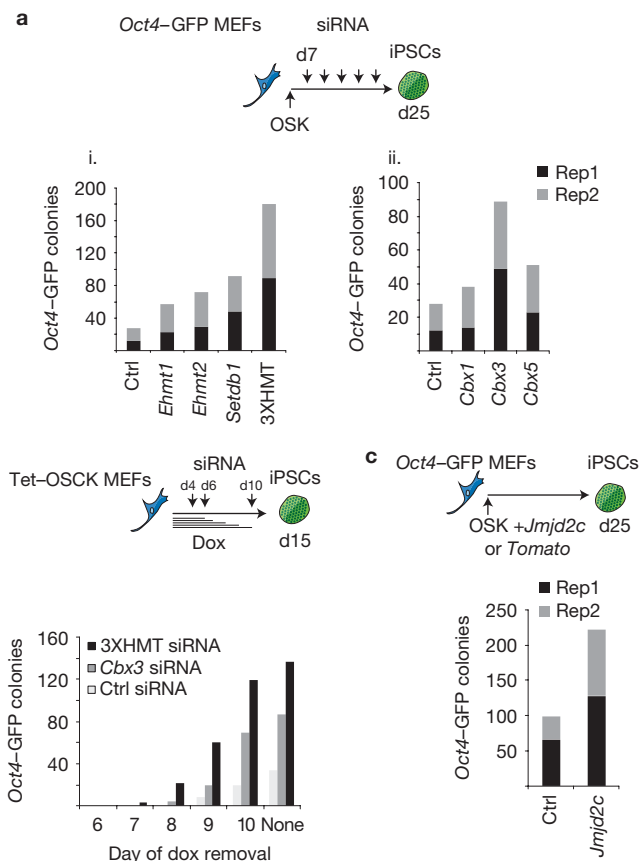 a
Oct4–GFP MEFs
siRNA
d7
iPSCs
OSK
d25
i.
Oct4–GFP colonies
200
160
120
80
40
Ctrl
Ehmt1
Ehmt2
Setdb1
3XHMT
ii.
Rep1
Rep2
Oct4–GFP colonies
100
80
60
40
20
Ctrl
Cbx1
Cbx3
Cbx5
Tet–OSCK MEFs
siRNA
d4 d6 d10
iPSCs
Dox
d15
Oct4–GFP colonies
160
120
80
40
3XHMT siRNA
Cbx3 siRNA
Ctrl siRNA
6 7 8 9 10 None
Day of dox removal
c
Oct4–GFP MEFs
iPSCs
OSK +Jmjd2c
or Tomato
d25
Rep1
Rep2
Oct4–GFP colonies
250
200
150
100
50
Ctrl
Jmjd2c